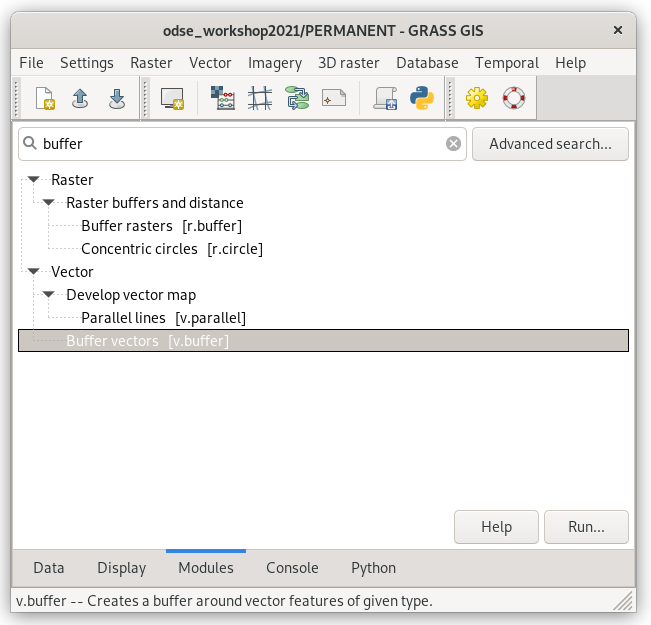 odse_workshop2021/PERMANENT - GRASS GIS
File Settings Raster Vector Imagery 3D raster Database Temporal Help
buffer
Advanced search...
Raster
Raster buffers and distance
Buffer rasters [r.buffer]
Concentric circles [r.circle]
Vector
Develop vector map
Parallel lines [v.parallel]
Buffer vectors [v.buffer]
Help Run...
Data Display Modules Console Python
v.buffer -- Creates a buffer around vector features of given type.